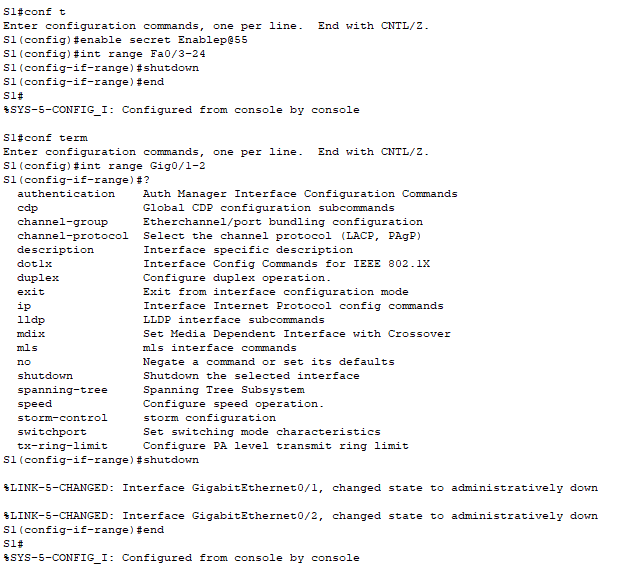 S1#conf t
Enter configuration commands, one per line.  End with CNTL/Z.
S1(config)#enable secret Enablep@55
S1(config)#int range Fa0/3-24
S1(config-if-range)#shutdown
S1(config-if-range)#end
S1#
%SYS-5-CONFIG_I: Configured from console by console

S1#conf term
Enter configuration commands, one per line.  End with CNTL/Z.
S1(config)#int range Gig0/1-2
S1(config-if-range)#?
  authentication    Auth Manager Interface Configuration Commands
  cdp               Global CDP configuration subcommands
  channel-group     Etherchannel/port bundling configuration
  channel-protocol  Select the channel protocol (LACP, PAgP)
  description       Interface specific description
  dot1x             Interface Config Commands for IEEE 802.1X
  duplex            Configure duplex operation.
  exit              Exit from interface configuration mode
  ip                Interface Internet Protocol config commands
  lldp              LLDP interface subcommands
  mdix              Set Media Dependent Interface with Crossover
  mls               mls interface commands
  no                Negate a command or set its defaults
  shutdown          Shutdown the selected interface
  spanning-tree     Spanning Tree Subsystem
  speed             Configure speed operation.
  storm-control     storm configuration
  switchport        Set switching mode characteristics
  tx-ring-limit     Configure PA level transmit ring limit
S1(config-if-range)#shutdown

%LINK-5-CHANGED: Interface GigabitEthernet0/1, changed state to administratively down

%LINK-5-CHANGED: Interface GigabitEthernet0/2, changed state to administratively down
S1(config-if-range)#end
S1#
%SYS-5-CONFIG_I: Configured from console by console